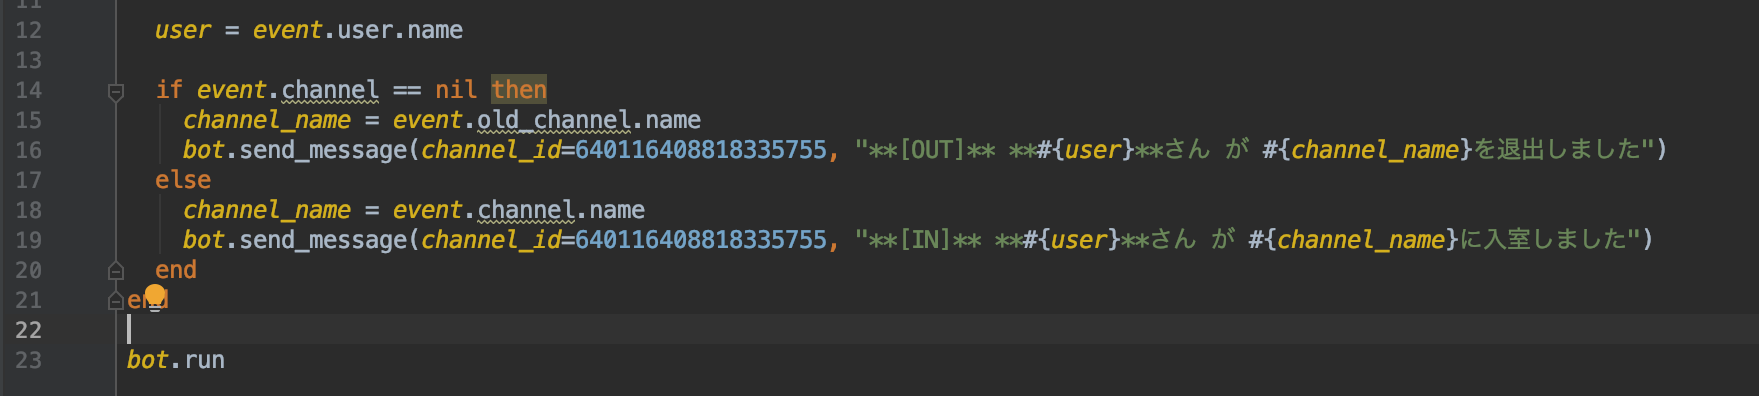 11
12 user = event.user.name
13
14 if event.channel == nil then
15 channel_name = event.old_channel.name
16 bot.send_message(channel_id=640116408818335755, "**[OUT]** **#{user}**さん が #{channel_name}を退出しました")
17 else
18 channel_name = event.channel.name
19 bot.send_message(channel_id=640116408818335755, "**[IN]** **#{user}**さん が #{channel_name}に入室しました")
20 end
21 end
22
23 bot.run